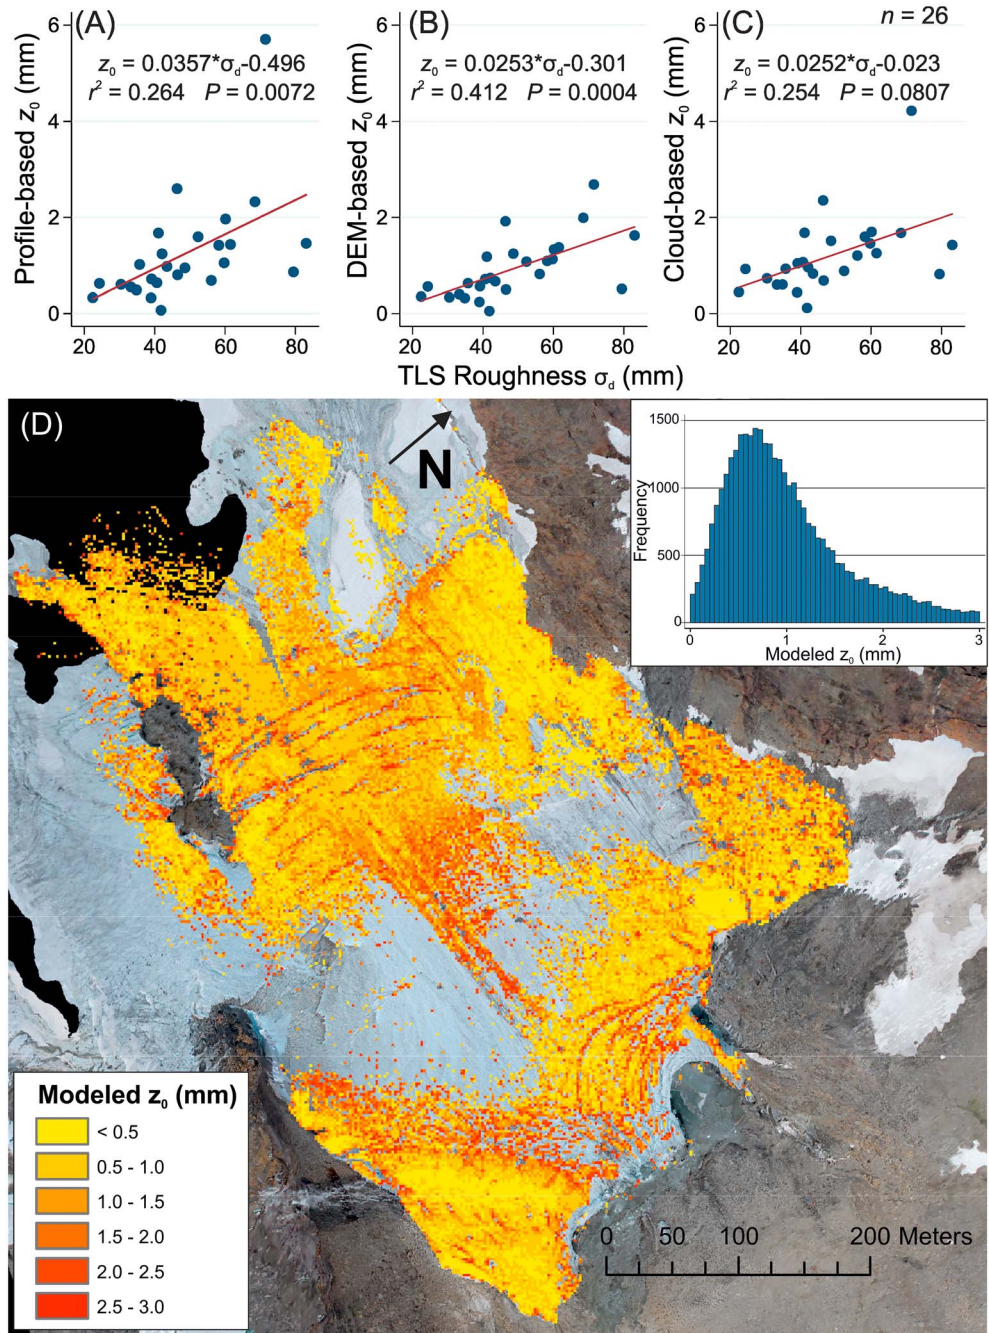 (A)
z₀ = 0.0357*σd-0.496
r² = 0.264 P = 0.0072
Profile-based z₀ (mm)
6
4
2
0
20 40 60 80
(B)
z₀ = 0.0253*σd-0.301
r² = 0.412 P = 0.0004
DEM-based z₀ (mm)
6
4
2
0
20 40 60 80
(C)
n = 26
z₀ = 0.0252*σd-0.023
r² = 0.254 P = 0.0807
Cloud-based z₀ (mm)
6
4
2
0
20 40 60 80
TLS Roughness σd (mm)
(D)
N
1500
1000
500
0
Frequency
0 1 2 3
Modeled z₀ (mm)
Modeled z₀ (mm)
< 0.5
0.5 - 1.0
1.0 - 1.5
1.5 - 2.0
2.0 - 2.5
2.5 - 3.0
0 50 100 200 Meters